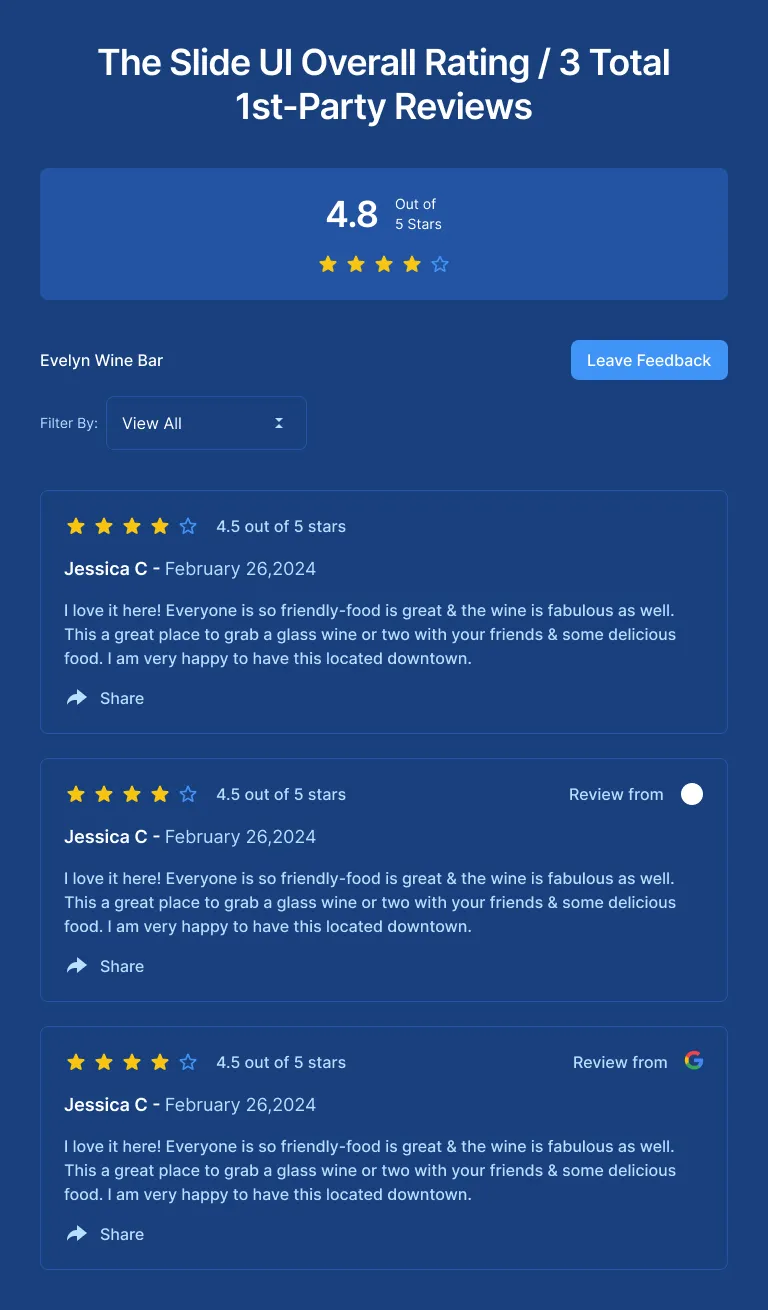 The Slide UI Overall Rating / 3 Total
1st-Party Reviews
4.8
Out of
5 Stars
Evelyn Wine Bar
Leave Feedback
Filter By:
View All
4.5 out of 5 stars
Jessica C - February 26,2024
I love it here! Everyone is so friendly-food is great & the wine is fabulous as well.
This a great place to grab a glass wine or two with your friends & some delicious
food. I am very happy to have this located downtown.
Share
4.5 out of 5 stars
Review from
Jessica C - February 26,2024
I love it here! Everyone is so friendly-food is great & the wine is fabulous as well.
This a great place to grab a glass wine or two with your friends & some delicious
food. I am very happy to have this located downtown.
Share
4.5 out of 5 stars
Review from G
Jessica C - February 26,2024
I love it here! Everyone is so friendly-food is great & the wine is fabulous as well.
This a great place to grab a glass wine or two with your friends & some delicious
food. I am very happy to have this located downtown.
Share